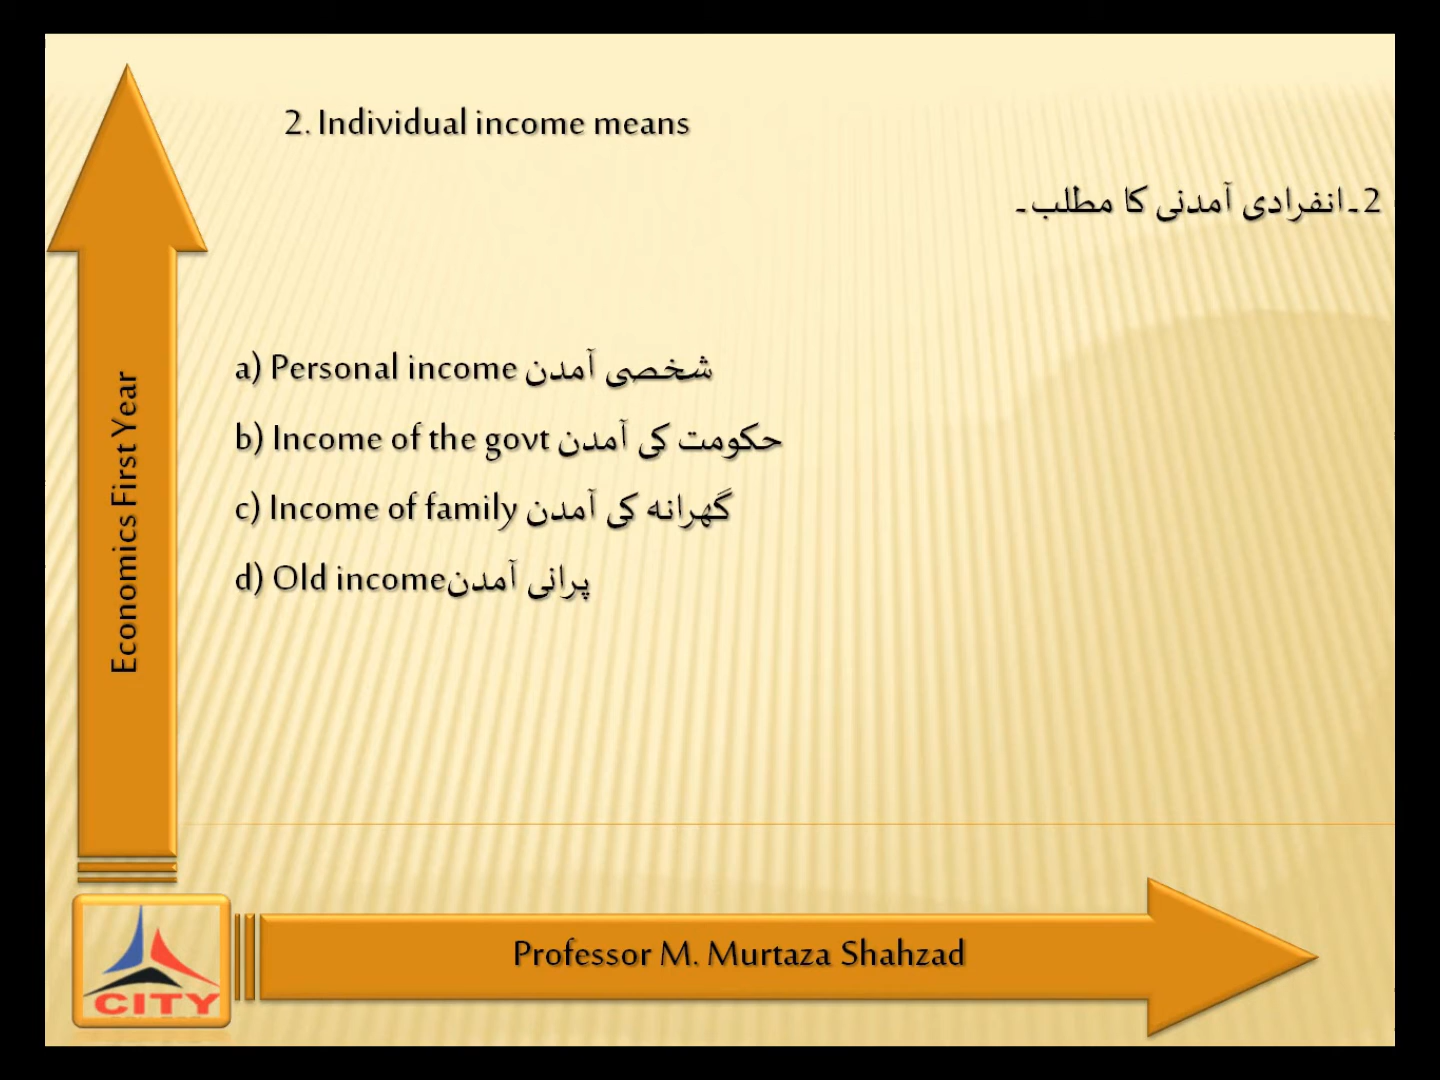 2. Individual income means
2۔انفرادی آمدنی کا مطلب۔
a) Personal income شخصی آمدن
b) Income of the govt حکومت کی آمدن
c) Income of family گھرانہ کی آمدن
d) Old incomeپرانی آمدن
Economics First Year
CITY
Professor M. Murtaza Shahzad